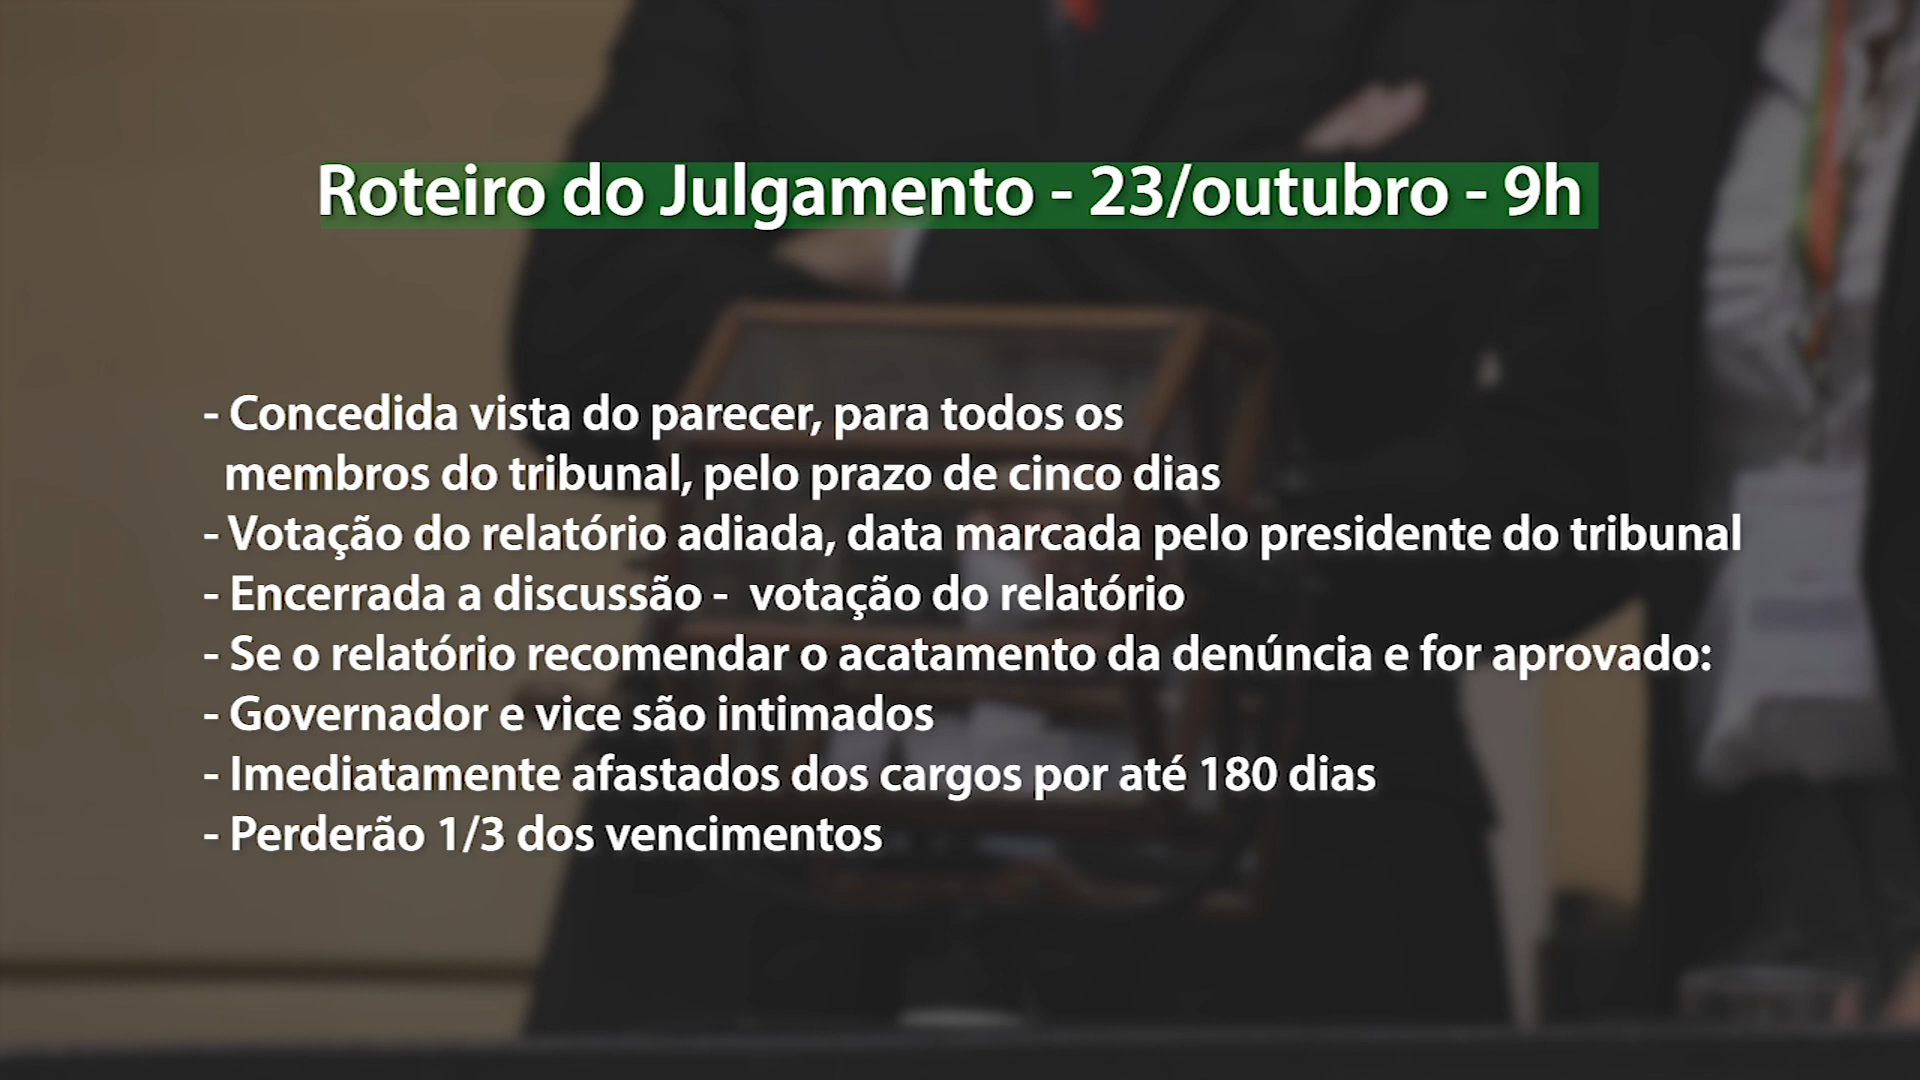 Roteiro do Julgamento - 23/outubro - 9h
- Concedida vista do parecer, para todos os
membros do tribunal, pelo prazo de cinco dias
- Votação do relatório adiada, data marcada pelo presidente do tribunal
- Encerrada a discussão - votação do relatório
- Se o relatório recomendar o acatamento da denúncia e for aprovado:
- Governador e vice são intimados
- Imediatamente afastados dos cargos por até 180 dias
- Perderão 1/3 dos vencimentos